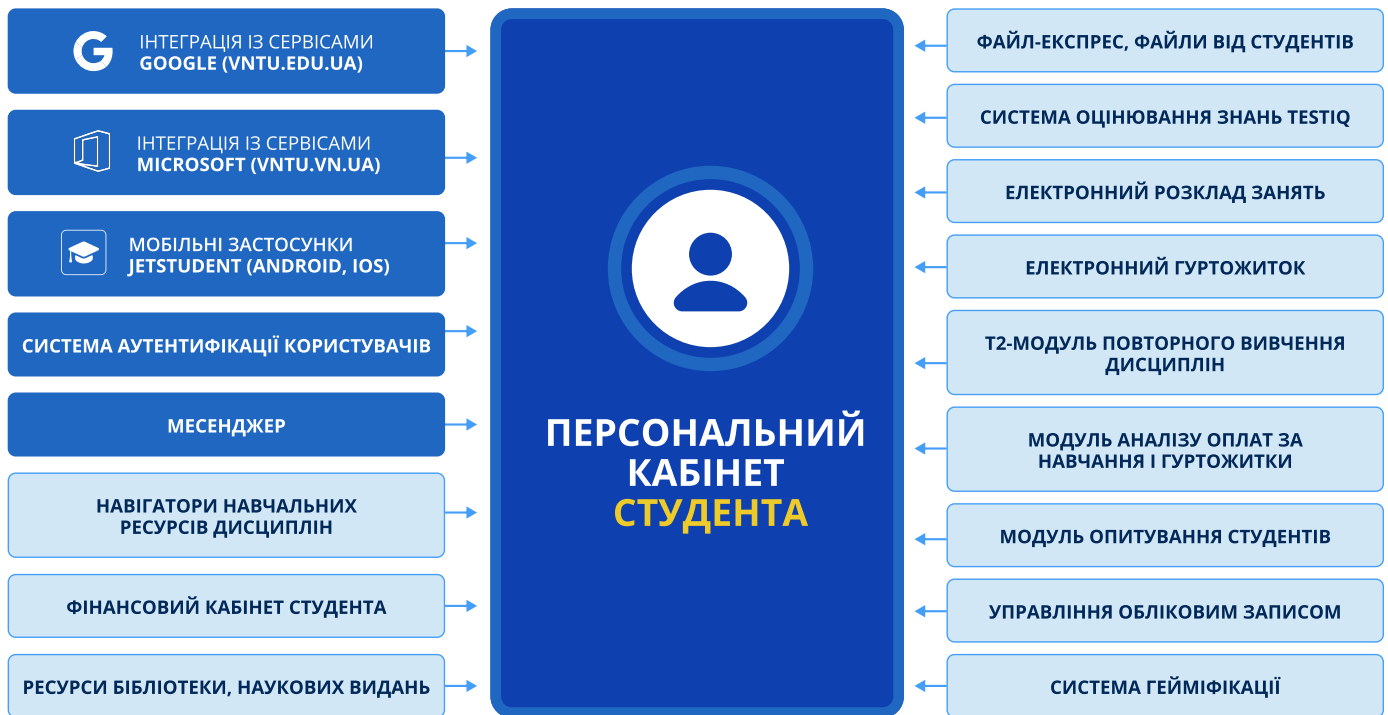 ІНТЕГРАЦІЯ ІЗ СЕРВІСАМИ
GOOGLE (VNTU.EDU.UA)
ІНТЕГРАЦІЯ ІЗ СЕРВІСАМИ
MICROSOFT (VNTU.VN.UA)
МОБІЛЬНІ ЗАСТОСУНКИ
JETSTUDENT (ANDROID, IOS)
СИСТЕМА АУТЕНТИФІКАЦІЇ КОРИСТУВАЧІВ
МЕСЕНДЖЕР
НАВІГАТОРИ НАВЧАЛЬНИХ
РЕСУРСІВ ДИСЦИПЛІН
ФІНАНСОВИЙ КАБІНЕТ СТУДЕНТА
РЕСУРСИ БІБЛІОТЕКИ, НАУКОВИХ ВИДАНЬ
ПЕРСОНАЛЬНИЙ
КАБІНЕТ
СТУДЕНТА
ФАЙЛ-ЕКСПРЕС, ФАЙЛИ ВІД СТУДЕНТІВ
СИСТЕМА ОЦІНЮВАННЯ ЗНАНЬ TESTIQ
ЕЛЕКТРОННИЙ РОЗКЛАД ЗАНЯТЬ
ЕЛЕКТРОННИЙ ГУРТОЖИТОК
Т2-МОДУЛЬ ПОВТОРНОГО ВИВЧЕННЯ
ДИСЦИПЛІН
МОДУЛЬ АНАЛІЗУ ОПЛАТ ЗА
НАВЧАННЯ І ГУРТОЖИТКИ
МОДУЛЬ ОПИТУВАННЯ СТУДЕНТІВ
УПРАВЛІННЯ ОБЛІКОВИМ ЗАПИСОМ
СИСТЕМА ГЕЙМІФІКАЦІЇ